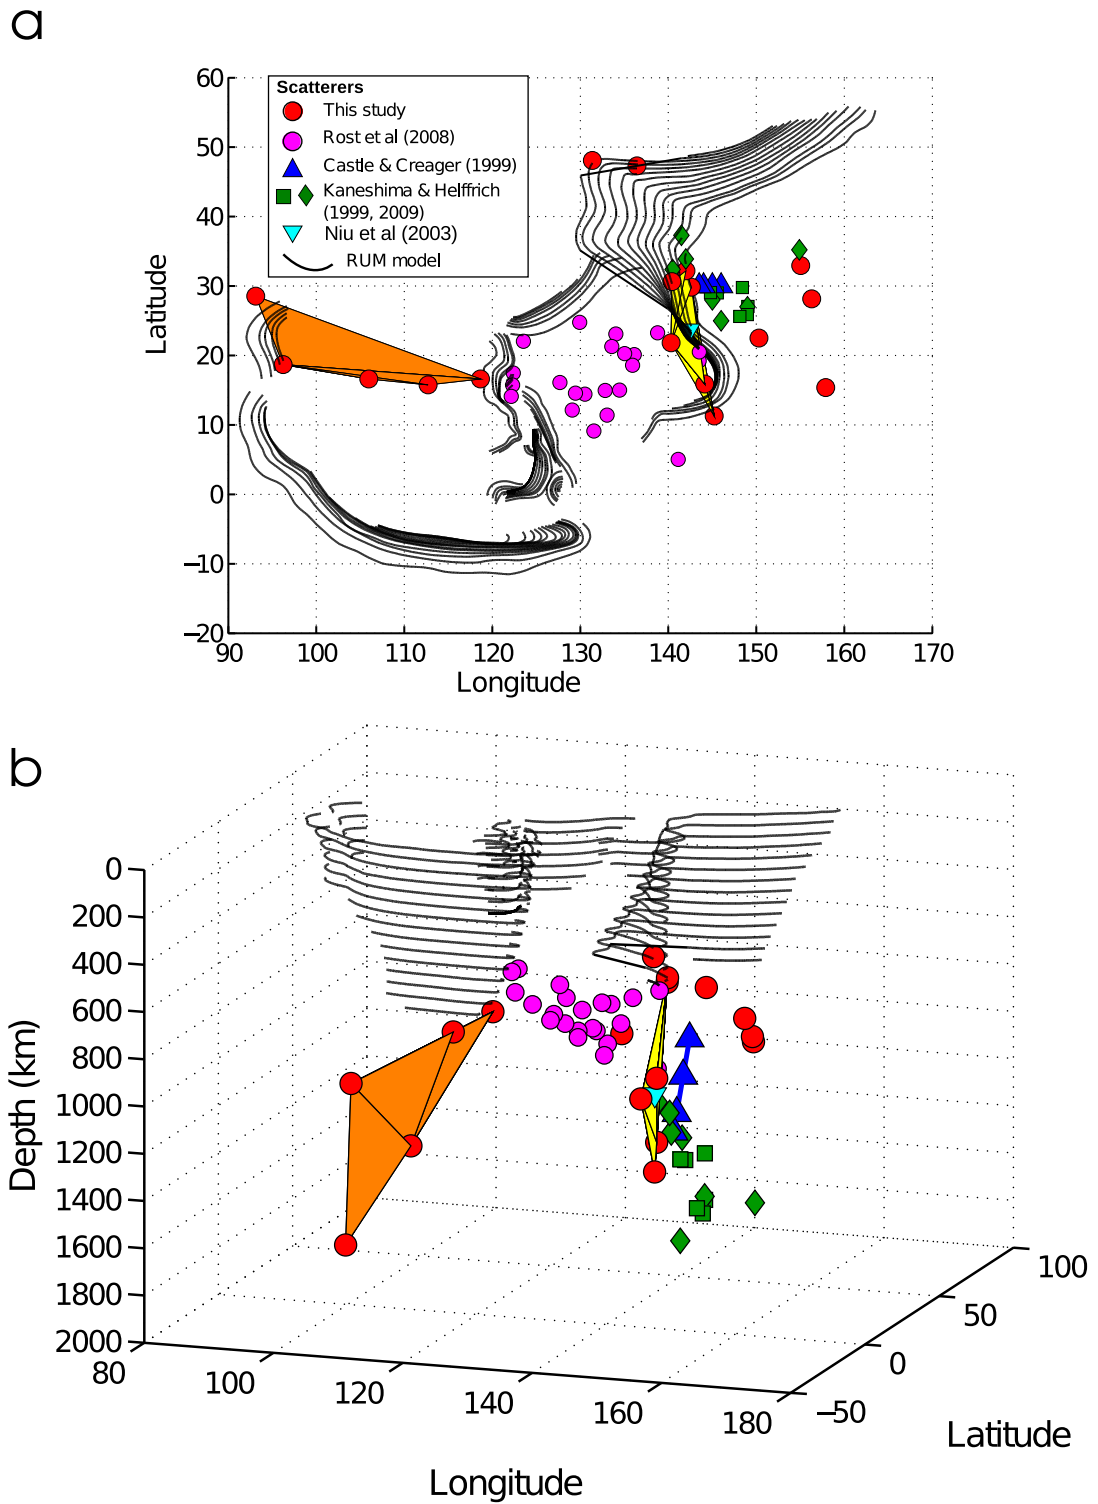 a
60
50
40
30
20
10
0
−10
−20
Latitude
Scatterers
This study
Rost et al (2008)
Castle & Creager (1999)
Kaneshima & Helffrich
(1999, 2009)
Niu et al (2003)
RUM model
90 100 110 120 130 140 150 160 170
Longitude
b
0
200
400
600
800
1000
1200
1400
1600
1800
2000
Depth (km)
80 100 120 140 160 180
Longitude
100
50
0
−50
Latitude